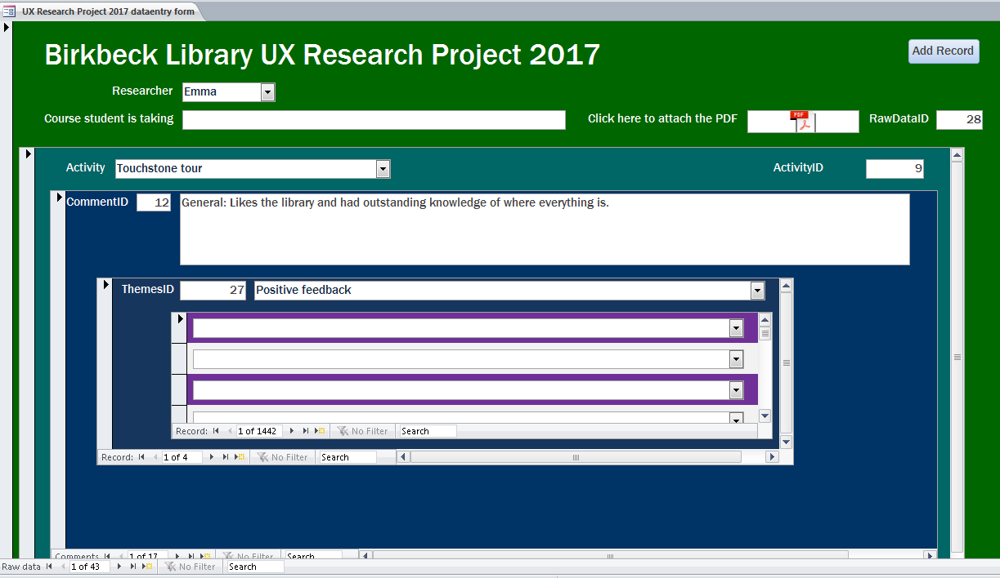 UX Research Project 2017 dataentry form
Birkbeck Library UX Research Project 2017
Add Record
Researcher Emma
Course student is taking Click here to attach the PDF PDF RawDataID 28
Activity Touchstone tour ActivityID 9
CommentID 12 General: Likes the library and had outstanding knowledge of where everything is.
ThemesID 27 Positive feedback
Record: 1 of 1442 No Filter Search
Record: 1 of 4 No Filter Search
Comments 1 of 17 No Filter Search
Raw data 1 of 43 No Filter Search